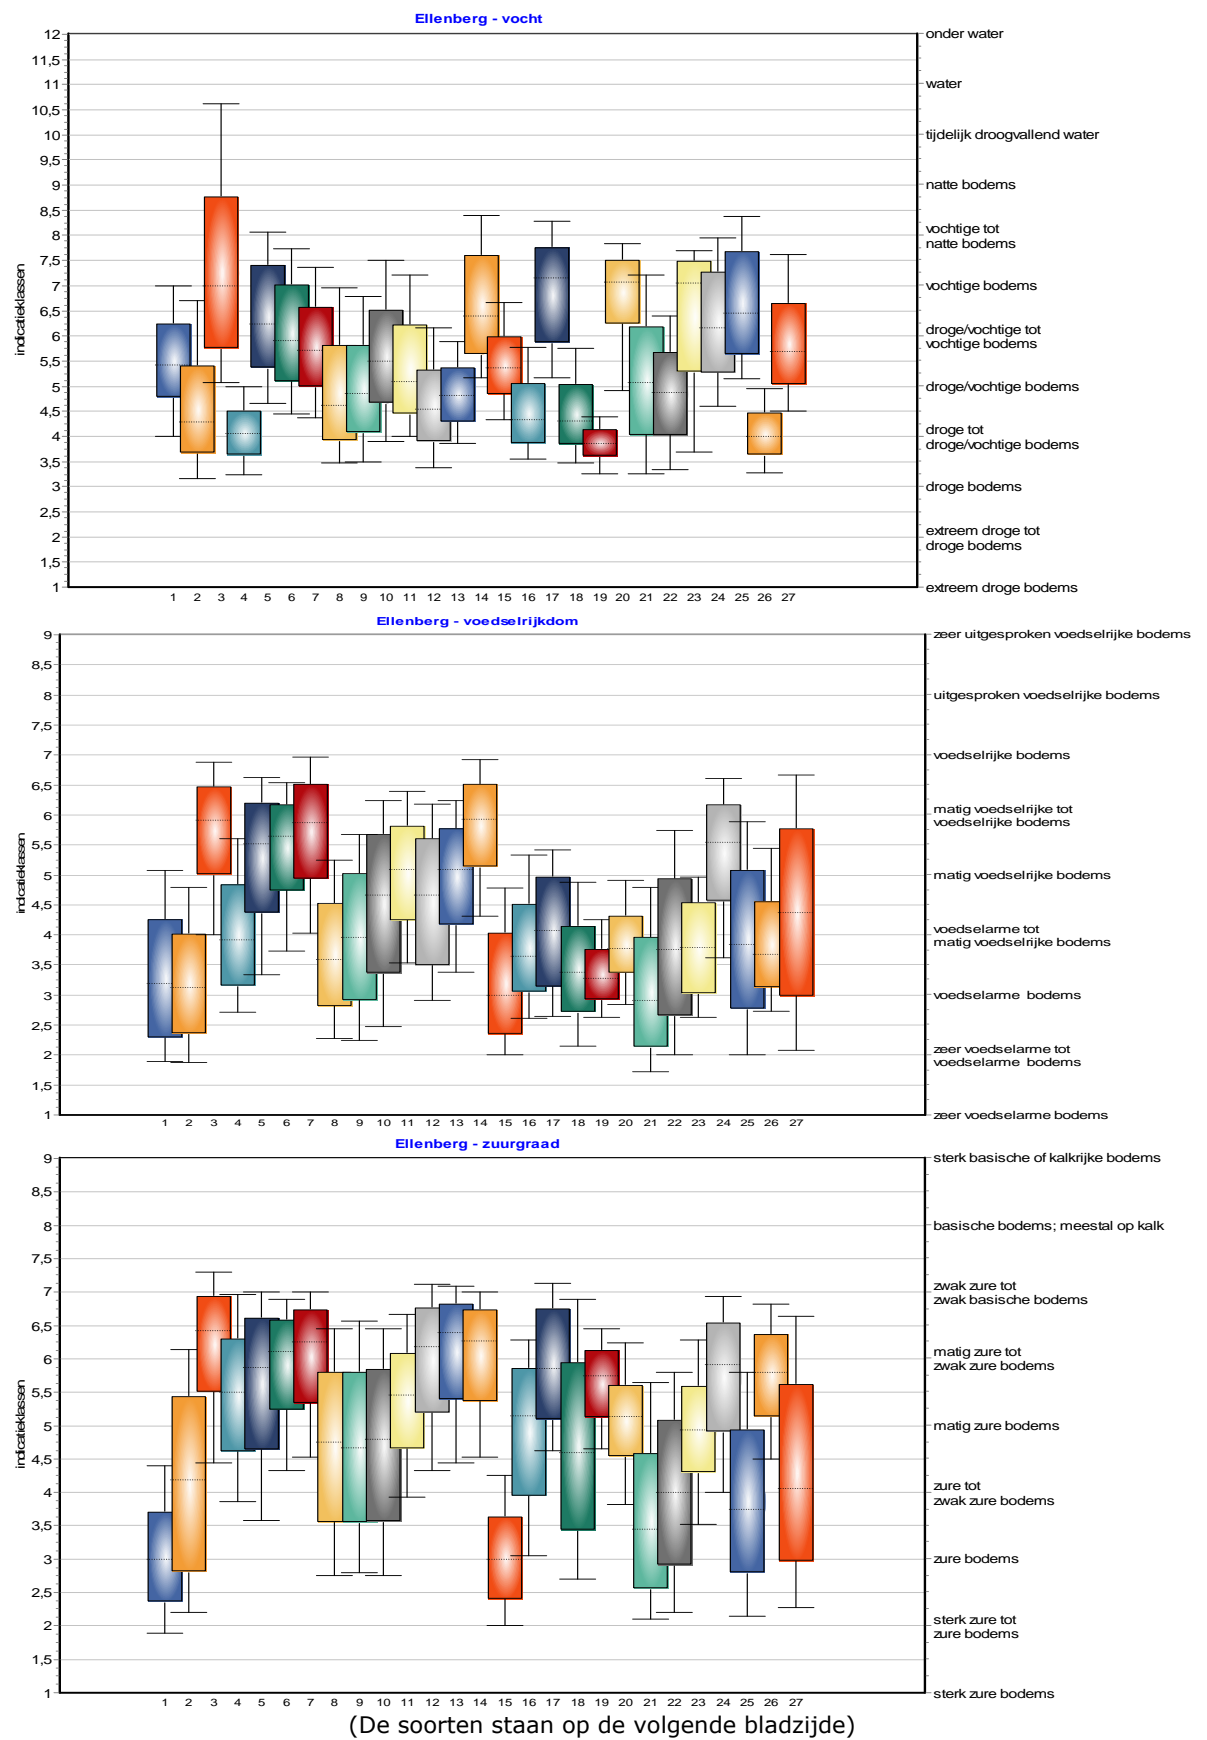 Ellenberg - vocht
indicatieklassen
12
11,5
11
10,5
10
9,5
9
8,5
8
7,5
7
6,5
6
5,5
5
4,5
4
3,5
3
2,5
2
1,5
1
onder water
water
tijdelijk droogvallend water
natte bodems
vochtige tot
natte bodems
vochtige bodems
droge/vochtige tot
vochtige bodems
droge/vochtige bodems
droge tot
droge/vochtige bodems
droge bodems
extreem droge tot
droge bodems
extreem droge bodems
1 2 3 4 5 6 7 8 9 10 11 12 13 14 15 16 17 18 19 20 21 22 23 24 25 26 27
Ellenberg - voedselrijkdom
indicatieklassen
9
8,5
8
7,5
7
6,5
6
5,5
5
4,5
4
3,5
3
2,5
2
1,5
1
zeer uitgesproken voedselrijke bodems
uitgesproken voedselrijke bodems
voedselrijke bodems
matig voedselrijke tot
voedselrijke bodems
matig voedselrijke bodems
voedselarme tot
matig voedselrijke bodems
voedselarme bodems
zeer voedselarme tot
voedselarme bodems
zeer voedselarme bodems
1 2 3 4 5 6 7 8 9 10 11 12 13 14 15 16 17 18 19 20 21 22 23 24 25 26 27
Ellenberg - zuurgraad
indicatieklassen
9
8,5
8
7,5
7
6,5
6
5,5
5
4,5
4
3,5
3
2,5
2
1,5
1
sterk basische of kalkrijke bodems
basische bodems; meestal op kalk
zwak zure tot
zwak basische bodems
matig zure tot
zwak zure bodems
matig zure bodems
zure tot
zwak zure bodems
zure bodems
sterk zure tot
zure bodems
sterk zure bodems
1 2 3 4 5 6 7 8 9 10 11 12 13 14 15 16 17 18 19 20 21 22 23 24 25 26 27
(De soorten staan op de volgende bladzijde)